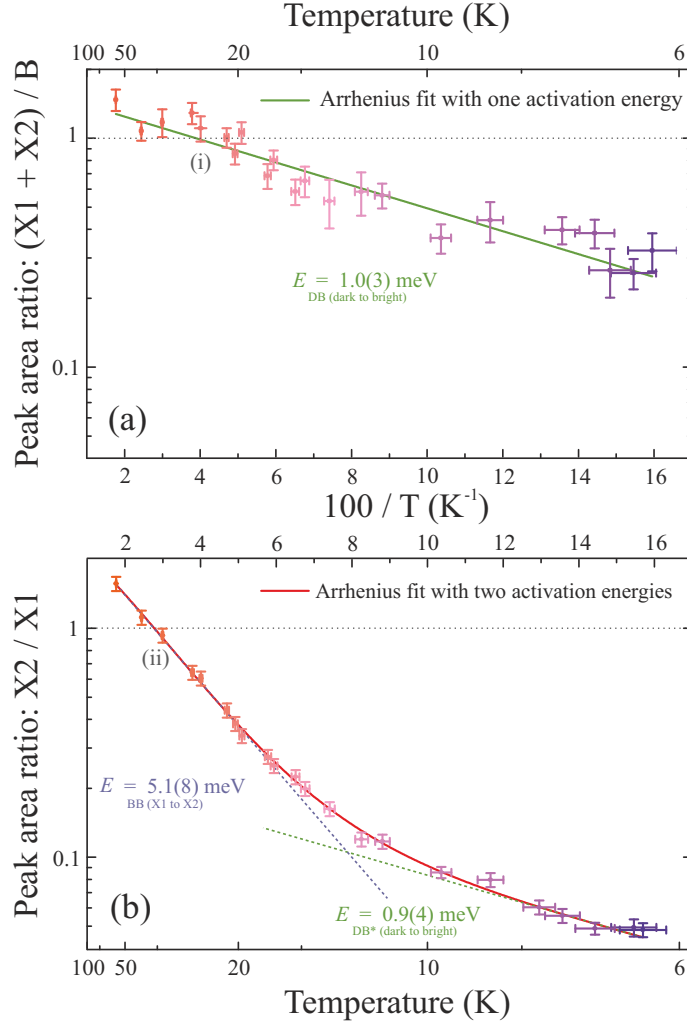 Temperature (K)
100 50 20 10 6
Peak area ratio: (X1 + X2) / B
1
0.1
Arrhenius fit with one activation energy
(i)
E = 1.0(3) meV
DB (dark to bright)
(a)
2 4 6 8 10 12 14 16
100 / T (K⁻¹)
2 4 6 8 10 12 14 16
Peak area ratio: X2 / X1
1
0.1
Arrhenius fit with two activation energies
(ii)
E = 5.1(8) meV
BB (X1 to X2)
E = 0.9(4) meV
DB* (dark to bright)
(b)
100 50 20 10 6
Temperature (K)